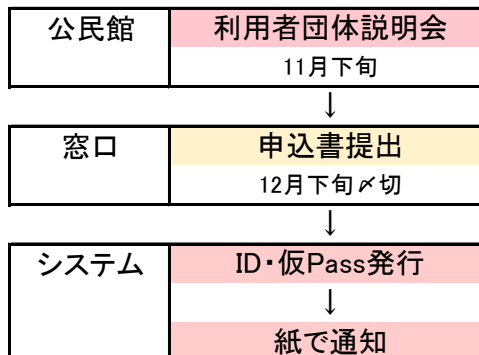 公民館 利用者団体説明会
11月下旬
↓
窓口 申込書提出
12月下旬〆切
↓
システム ID・仮Pass発行
↓
紙で通知